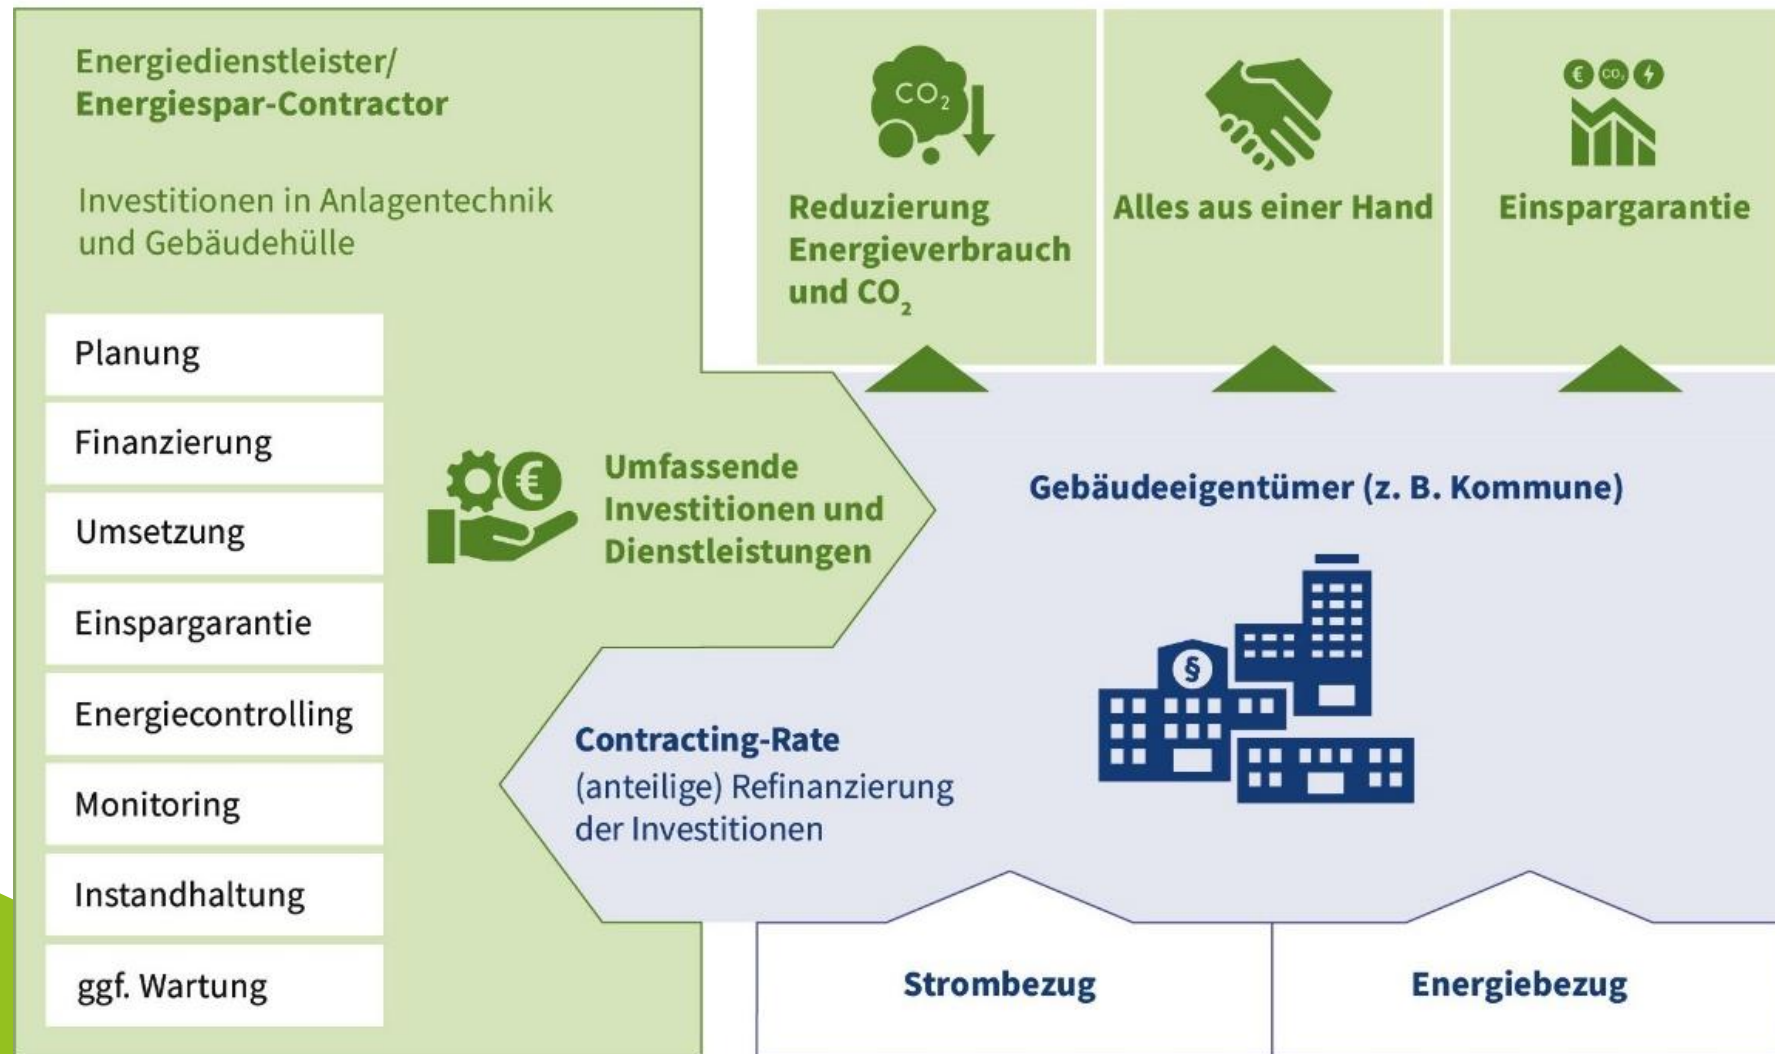 Energiedienstleister/
Energiespar-Contractor
Investitionen in Anlagentechnik
und Gebäudehülle
Planung
Finanzierung
Umsetzung
Einspargarantie
Energiecontrolling
Monitoring
Instandhaltung
ggf. Wartung
Umfassende
Investitionen und
Dienstleistungen
CO₂
Reduzierung
Energieverbrauch
und CO₂
Alles aus einer Hand
€ CO₂
Einspargarantie
€
Gebäudeeigentümer (z. B. Kommune)
§
Contracting-Rate
(anteilige) Refinanzierung
der Investitionen
Strombezug
Energiebezug